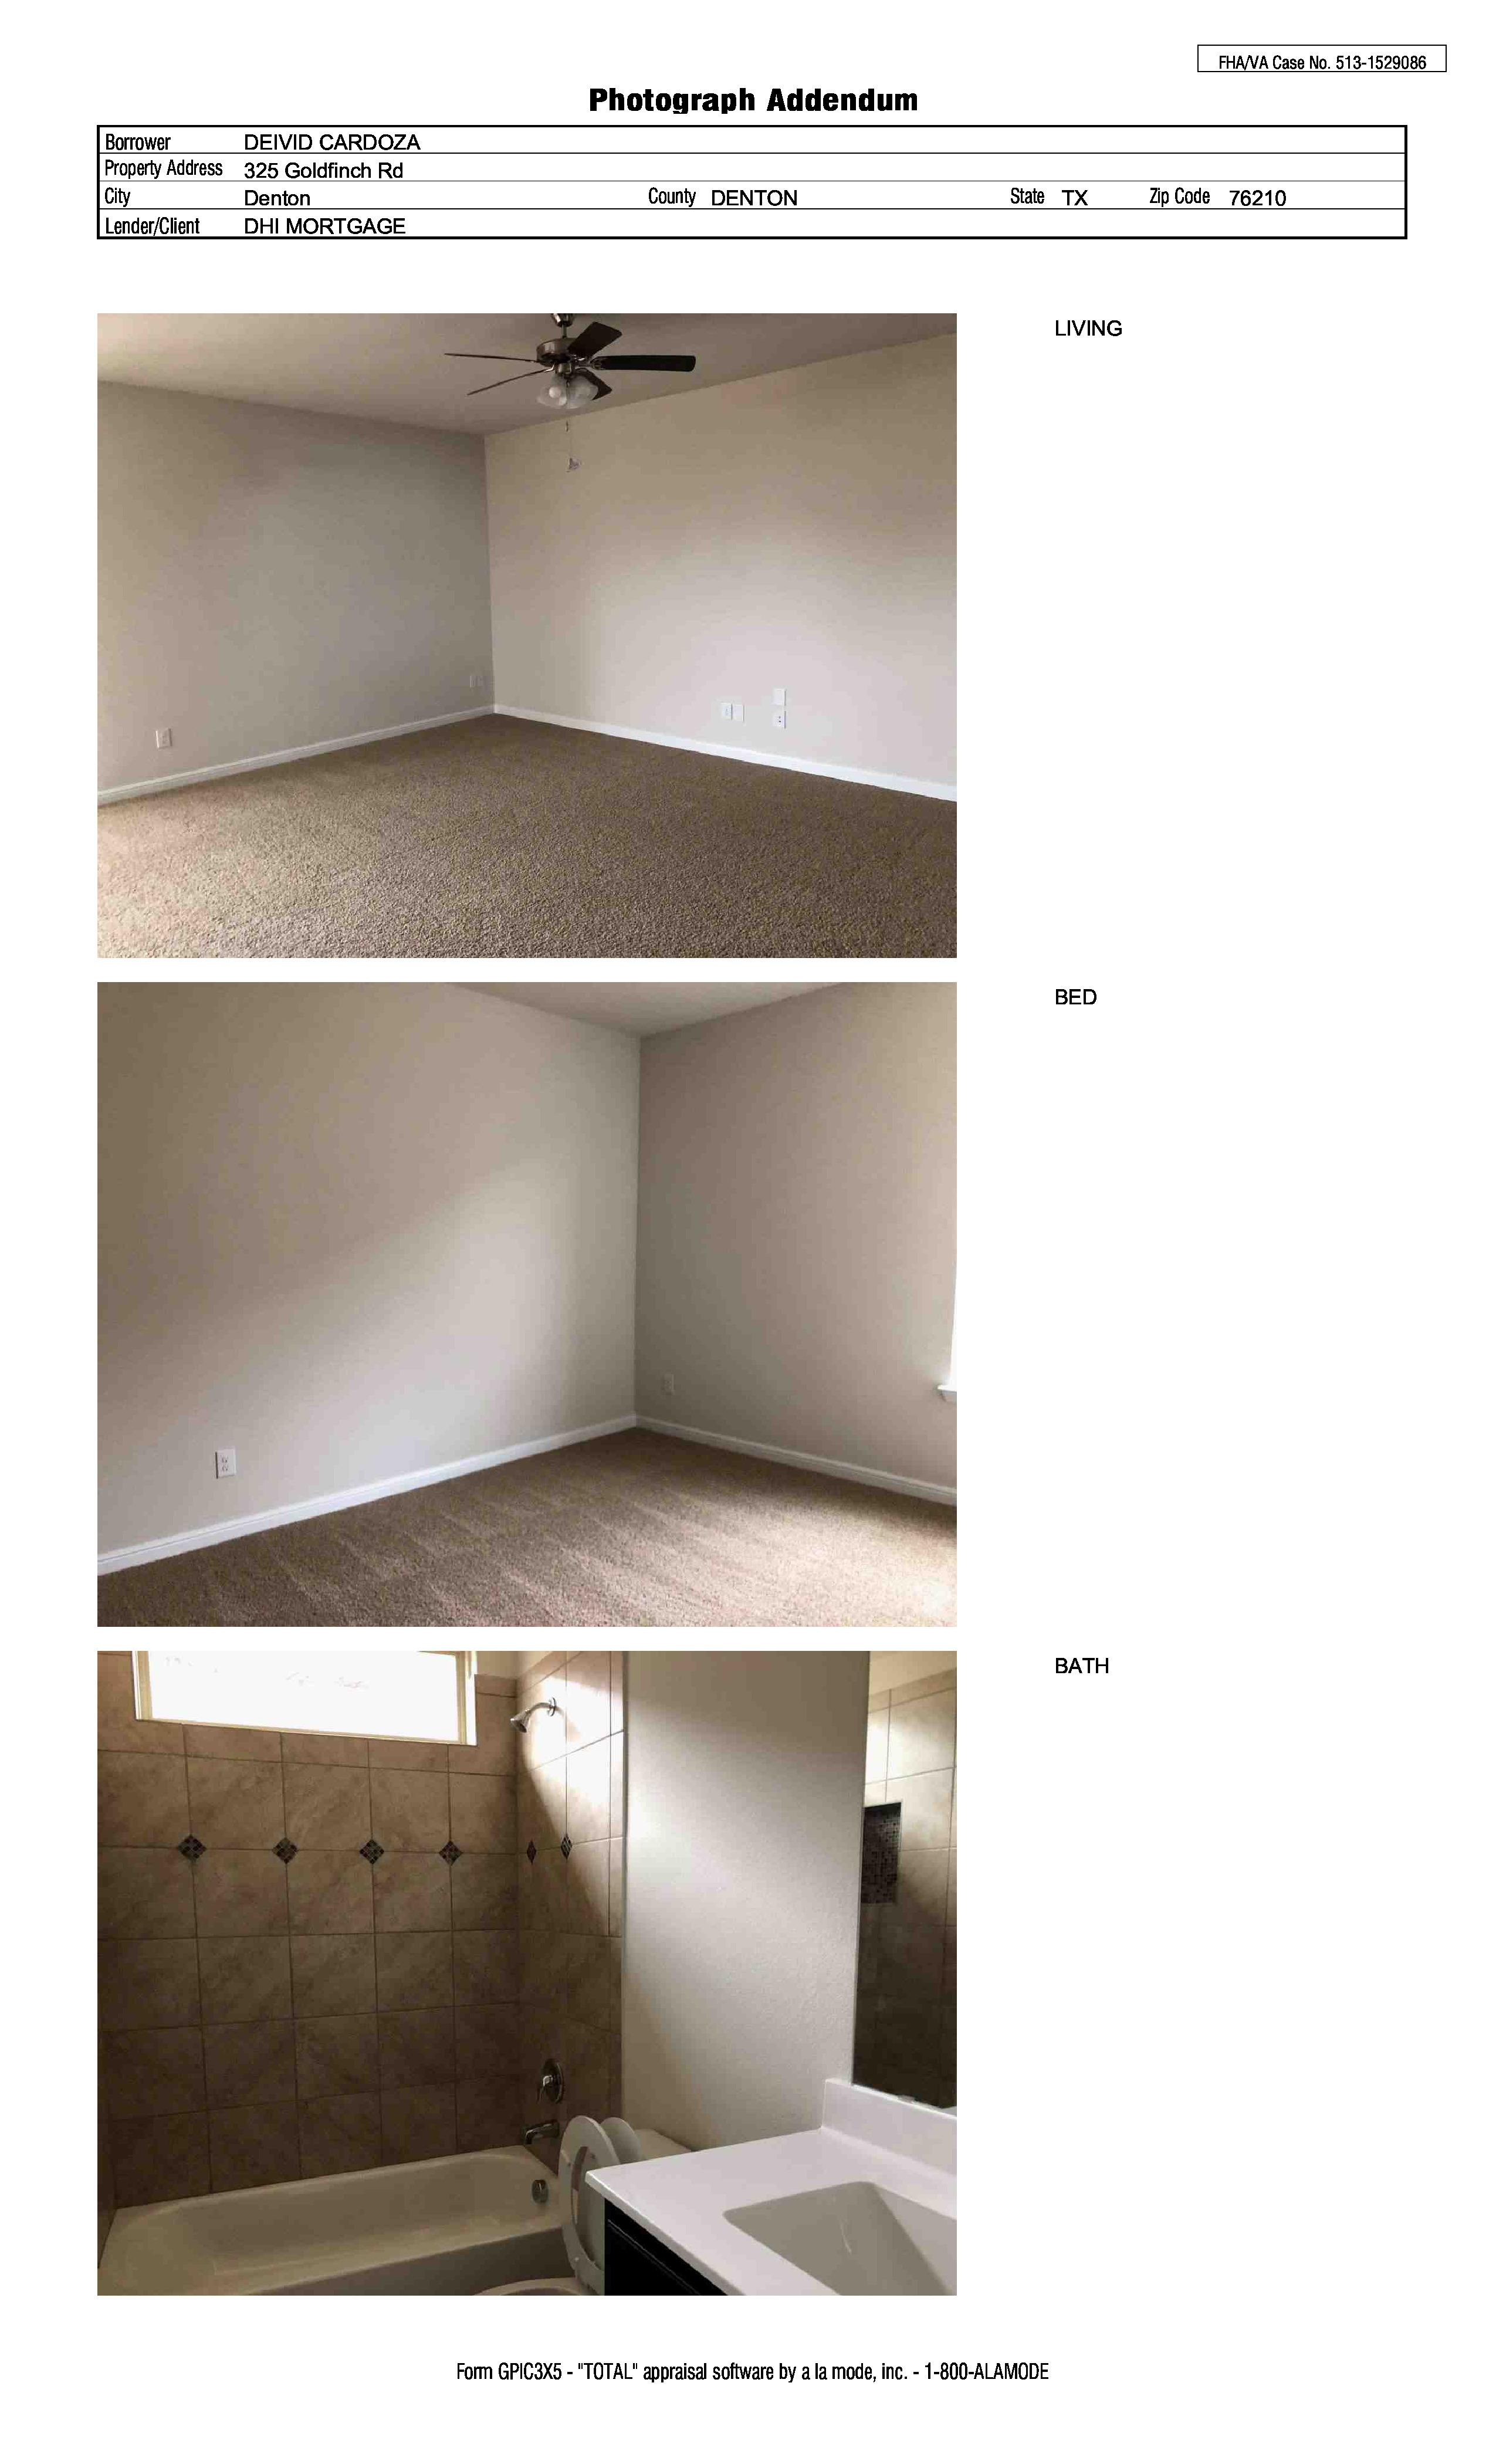 FHA/VA Case No. 513-1529086
Photograph Addendum
Borrower DEIVID CARDOZA
Property Address 325 Goldfinch Rd
City Denton County DENTON State TX Zip Code 76210
Lender/Client DHI MORTGAGE
LIVING
BED
BATH
Form GPIC3X5 - "TOTAL" appraisal software by a la mode, inc. - 1-800-ALAMODE